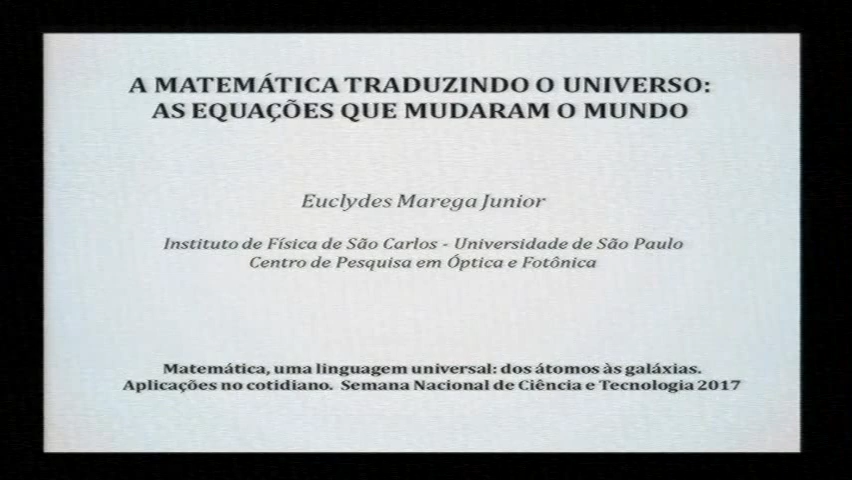 A MATEMÁTICA TRADUZINDO O UNIVERSO:
AS EQUAÇÕES QUE MUDARAM O MUNDO
Euclydes Marega Junior
Instituto de Física de São Carlos - Universidade de São Paulo
Centro de Pesquisa em Óptica e Fotônica
Matemática, uma linguagem universal: dos átomos às galáxias.
Aplicações no cotidiano. Semana Nacional de Ciência e Tecnologia 2017